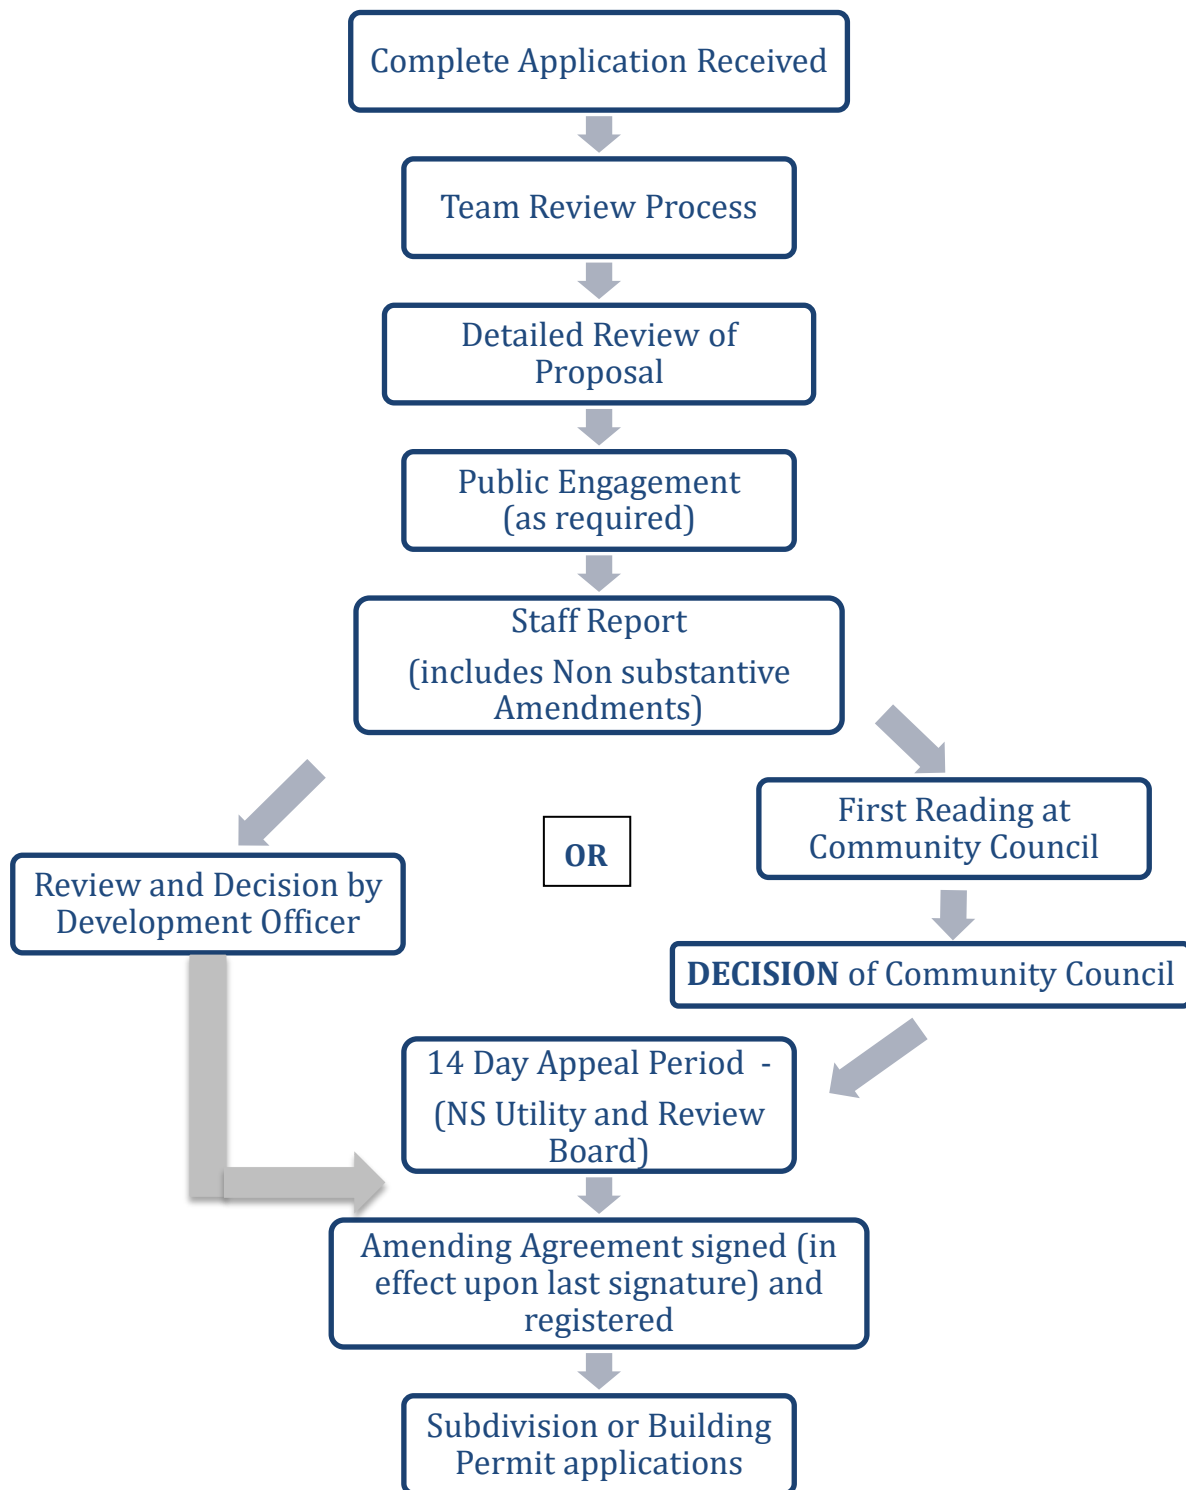 Complete Application Received
Team Review Process
Detailed Review of
Proposal
Public Engagement
(as required)
Staff Report
(includes Non substantive
Amendments)
First Reading at
Community Council
OR
Review and Decision by
Development Officer
DECISION of Community Council
14 Day Appeal Period  -
(NS Utility and Review
Board)
Amending Agreement signed (in
effect upon last signature) and
registered
Subdivision or Building
Permit applications